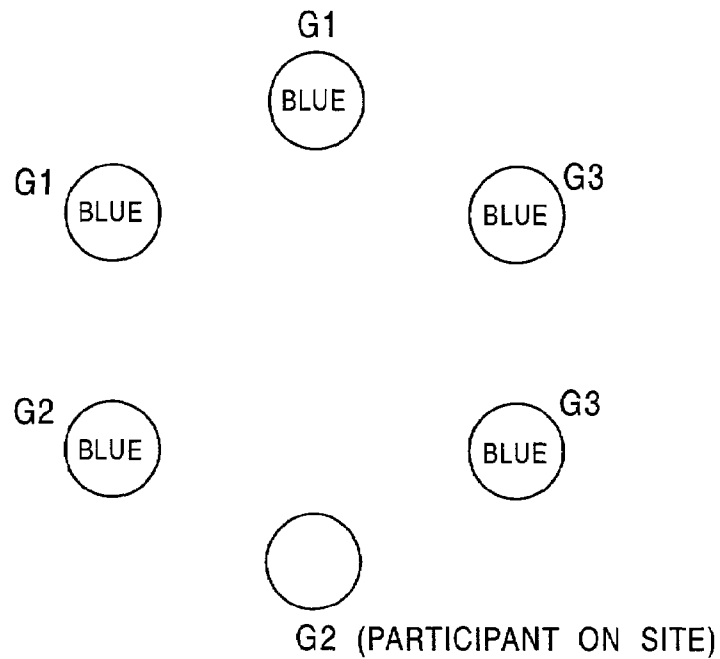 G1
BLUE
G1
BLUE
G3
BLUE
G2
BLUE
G3
BLUE
G2 (PARTICIPANT ON SITE)